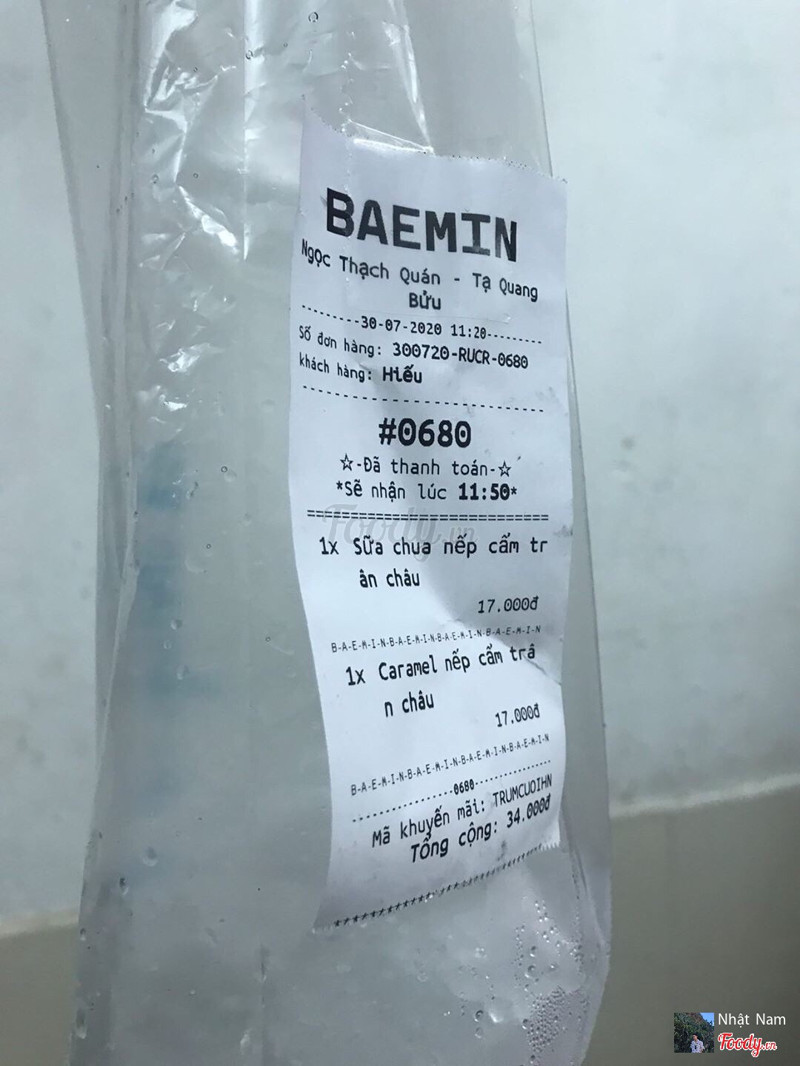 BAEMIN
Ngọc Thạch Quán - Tạ Quang
Bửu
---------30-07-2020 11:20---------
Số đơn hàng: 300720-RUCR-0680
khách hàng: Hiếu
#0680
☆-Đã thanh toán-☆
*Sẽ nhận lúc 11:50*
================================
Foody.vn
1x Sữa chua nếp cẩm tr
ân châu
17.000đ
B-A-E-M-I-N-B-A-E-M-I-N-B-A-E-M-I-N-B-A-E-M-I-N
1x Caramel nếp cẩm trâ
n châu
17.000đ
B-A-E-M-I-N-B-A-E-M-I-N-B-A-E-M-I-N-B-A-E-M-I-N
---------------0680---------------
Mã khuyến mãi: TRUMCUOIHN
Tổng cộng: 34.000đ
Nhật Nam
Foody.vn